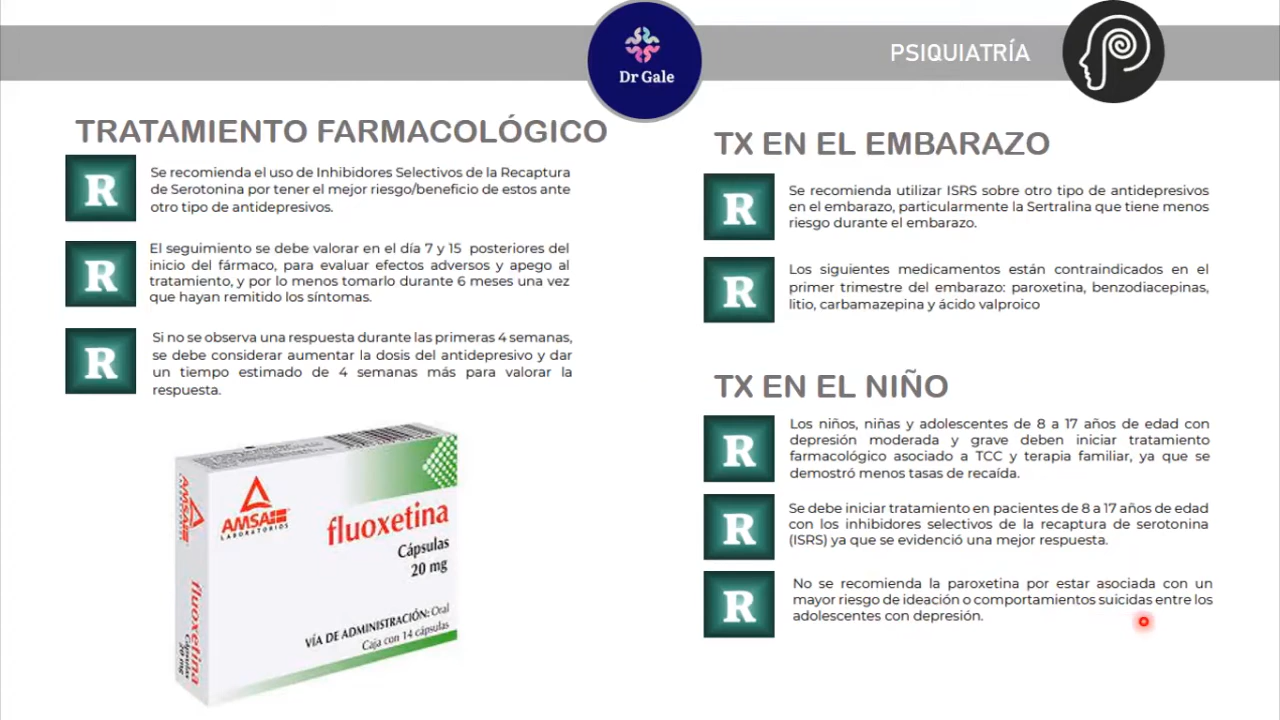 Dr Gale
PSIQUIATRÍA
TRATAMIENTO FARMACOLÓGICO
R
Se recomienda el uso de Inhibidores Selectivos de la Recaptura
de Serotonina por tener el mejor riesgo/beneficio de estos ante
otro tipo de antidepresivos.
R
El seguimiento se debe valorar en el día 7 y 15 posteriores del
inicio del fármaco, para evaluar efectos adversos y apego al
tratamiento, y por lo menos tomarlo durante 6 meses una vez
que hayan remitido los síntomas.
R
Si no se observa una respuesta durante las primeras 4 semanas,
se debe considerar aumentar la dosis del antidepresivo y dar
un tiempo estimado de 4 semanas más para valorar la
respuesta.
AMSA
LABORATORIOS
fluoxetina
Cápsulas
20 mg
VÍA DE ADMINISTRACIÓN: Oral
Caja con 14 cápsulas
AMSA
fluoxetina
Cápsulas
20 mg
TX EN EL EMBARAZO
R
Se recomienda utilizar ISRS sobre otro tipo de antidepresivos
en el embarazo, particularmente la Sertralina que tiene menos
riesgo durante el embarazo.
R
Los siguientes medicamentos están contraindicados en el
primer trimestre del embarazo: paroxetina, benzodiacepinas,
litio, carbamazepina y ácido valproico
TX EN EL NIÑO
R
Los niños, niñas y adolescentes de 8 a 17 años de edad con
depresión moderada y grave deben iniciar tratamiento
farmacológico asociado a TCC y terapia familiar, ya que se
demostró menos tasas de recaída.
R
Se debe iniciar tratamiento en pacientes de 8 a 17 años de edad
con los inhibidores selectivos de la recaptura de serotonina
(ISRS) ya que se evidenció una mejor respuesta.
R
No se recomienda la paroxetina por estar asociada con un
mayor riesgo de ideación o comportamientos suicidas entre los
adolescentes con depresión.